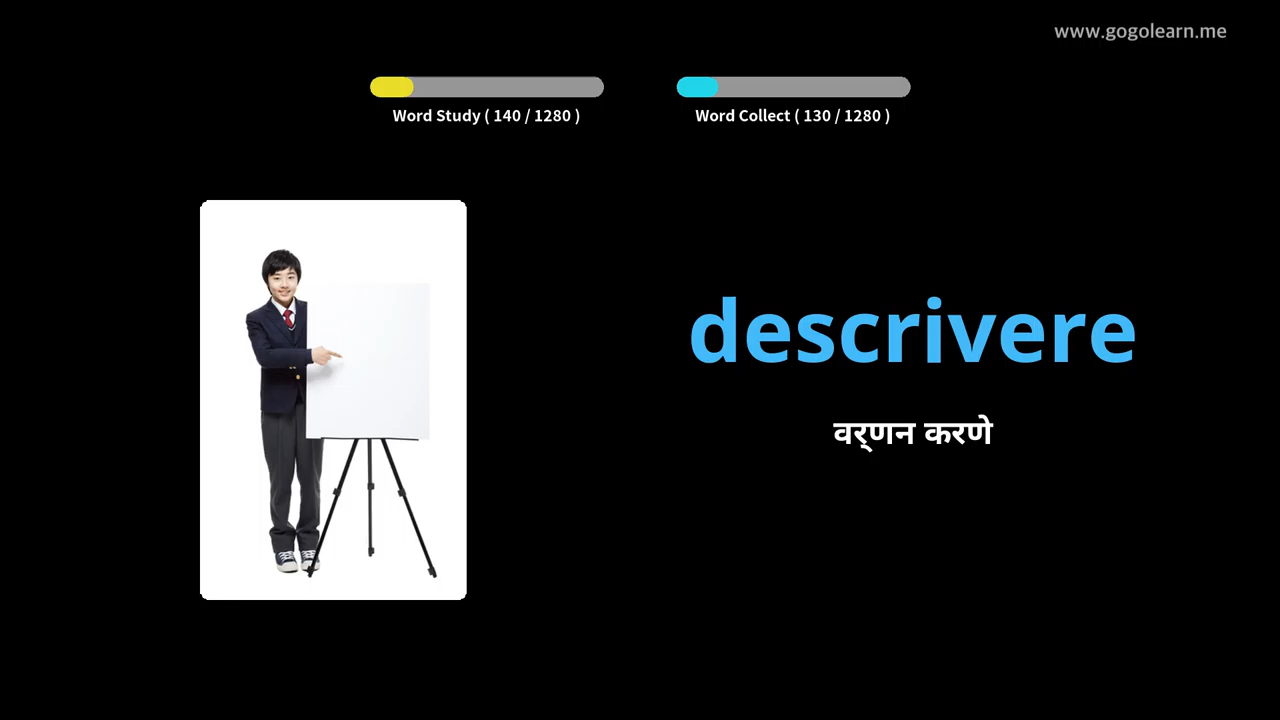 www.gogolearn.me
Word Study ( 140 / 1280 )
Word Collect ( 130 / 1280 )
descrivere
वर्णन करणे